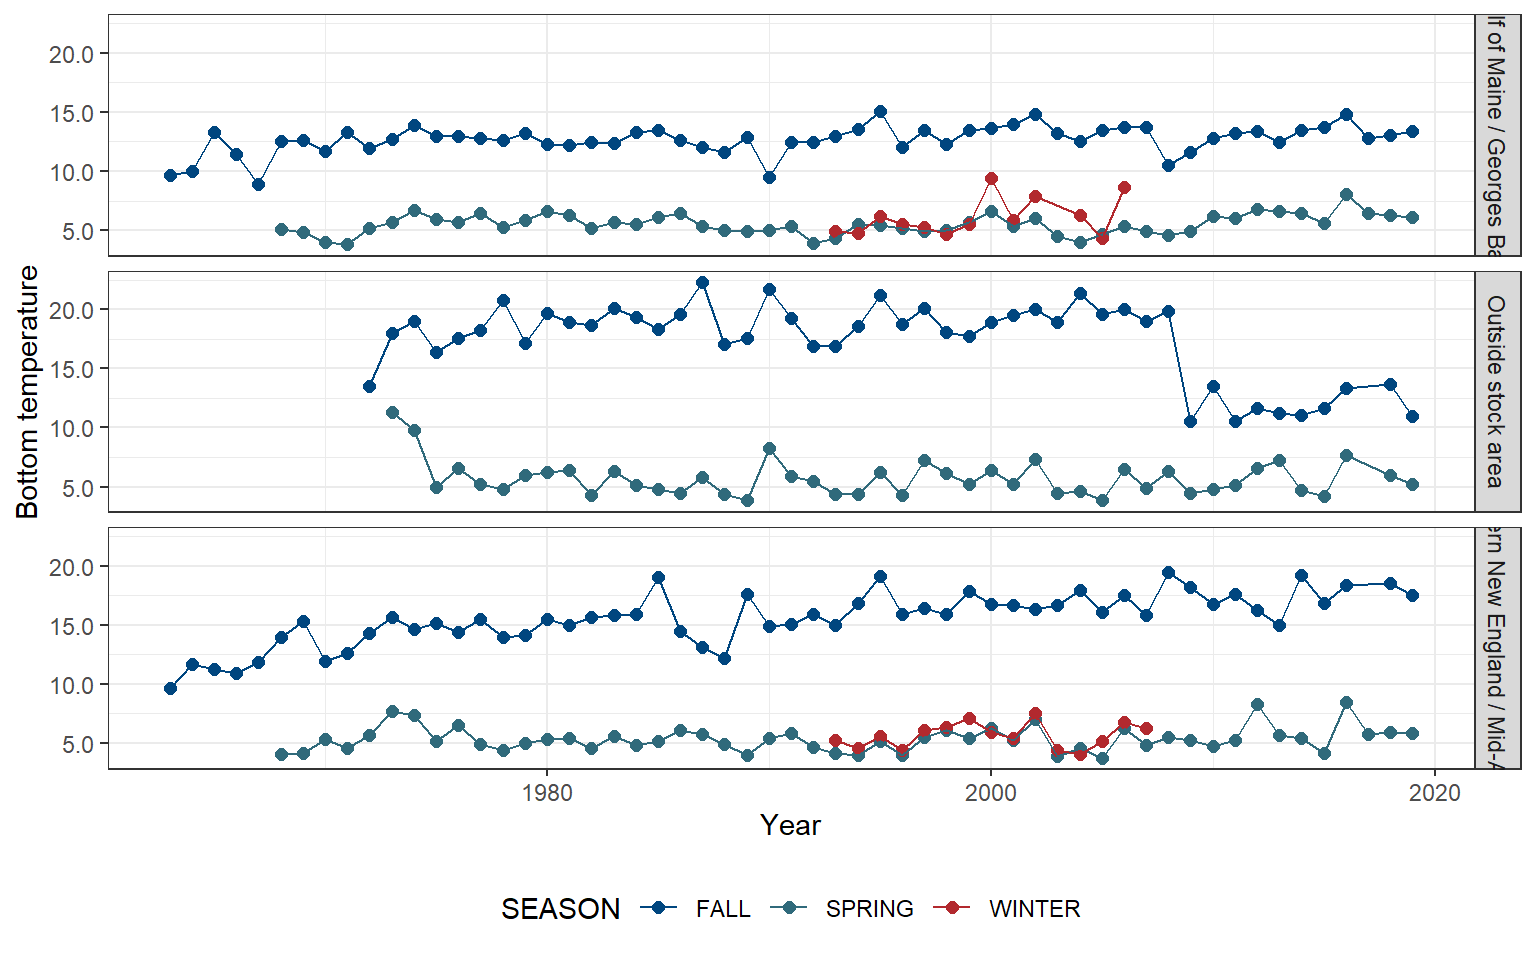 20.0
15.0
10.0
5.0
lf of Maine / Georges Ba
20.0
15.0
10.0
5.0
Outside stock area
20.0
15.0
10.0
5.0
ern New England / Mid-A
Bottom temperature
1980 2000 2020
Year
SEASON FALL SPRING WINTER